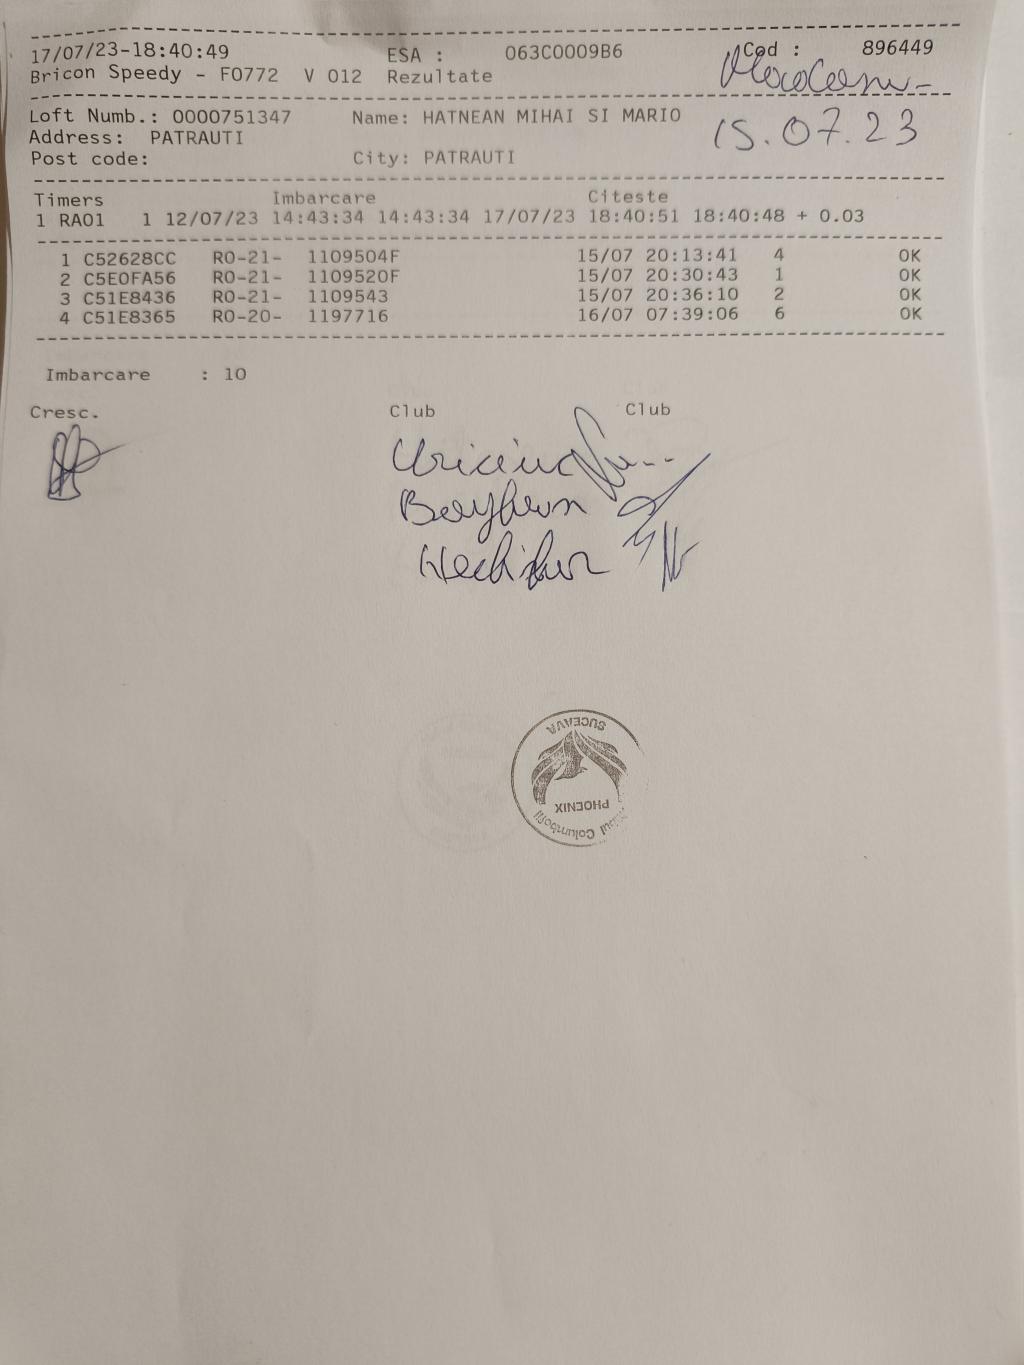 17/07/23-18:40:49 ESA : 063C0009B6 Cod : 896449
Bricon Speedy - F0772 V 012 Rezultate
Loft Numb.: 0000751347 Name: HATNEAN MIHAI SI MARIO
15.07.23
Address: PATRAUTI
Post code: City: PATRAUTI
Timers Imbarcare Citeste
1 RA01 1 12/07/23 14:43:34 14:43:34 17/07/23 18:40:51 18:40:48 + 0.03
1 C52628CC RO-21- 1109504F 15/07 20:13:41 4 OK
2 C5E0FA56 RO-21- 1109520F 15/07 20:30:43 1 OK
3 C51E8436 RO-21- 1109543 15/07 20:36:10 2 OK
4 C51E8365 RO-20- 1197716 16/07 07:39:06 6 OK
Imbarcare : 10
Cresc. Club Club
SUCEAVA
PHOENIX
Columbofil